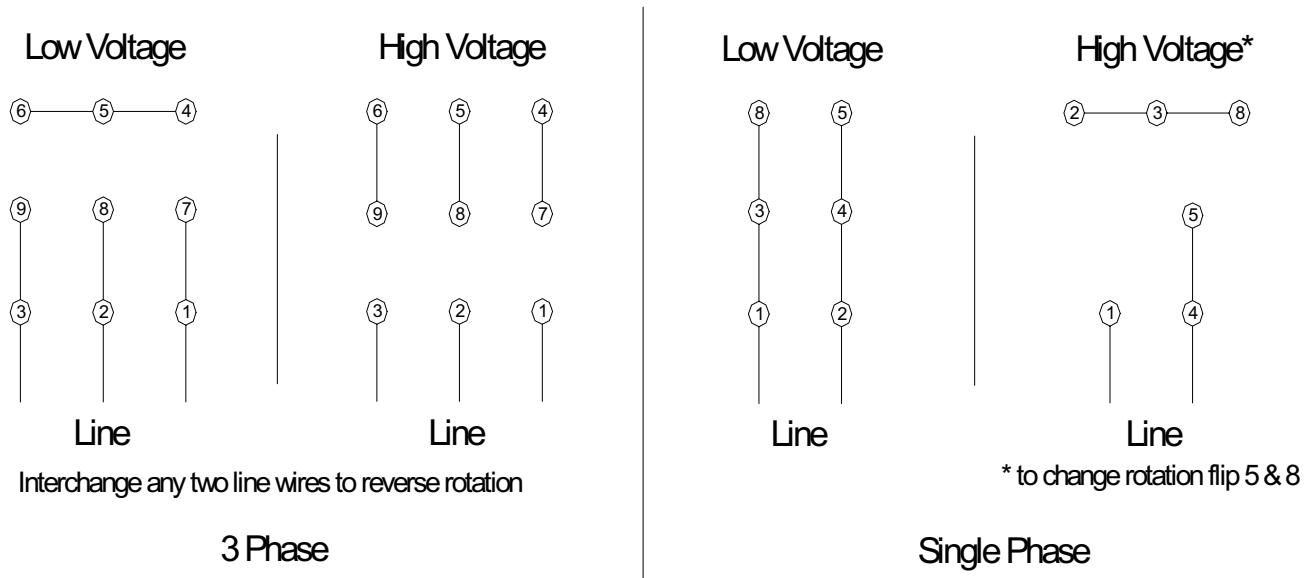 Low Voltage
High Voltage
6 5 4
6 5 4
9 8 7
9 8 7
3 2 1
3 2 1
Line
Line
Interchange any two line wires to reverse rotation
3 Phase
Low Voltage
High Voltage*
8 5
2 3 8
3 4
5
1 2
1 4
Line
Line
* to change rotation flip 5 & 8
Single Phase